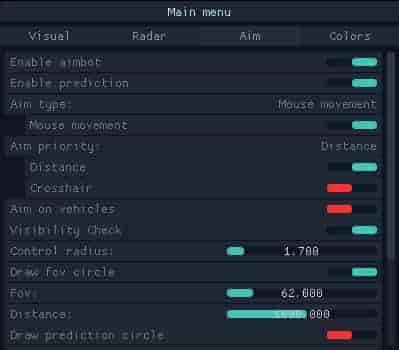 Main menu
Visual Radar Aim Colors
Enable aimbot
Enable prediction
Aim type: Mouse movement
Mouse movement
Aim priority: Distance
Distance
Crosshair
Aim on vehicles
Visibility Check
Control radius: 1.700
Draw fov circle
Fov: 62.000
Distance:
Draw prediction circle